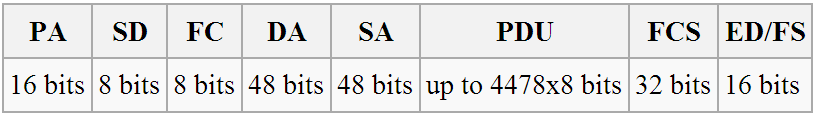 PA SD FC DA SA PDU FCS ED/FS
16 bits 8 bits 8 bits 48 bits 48 bits up to 4478x8 bits 32 bits 16 bits